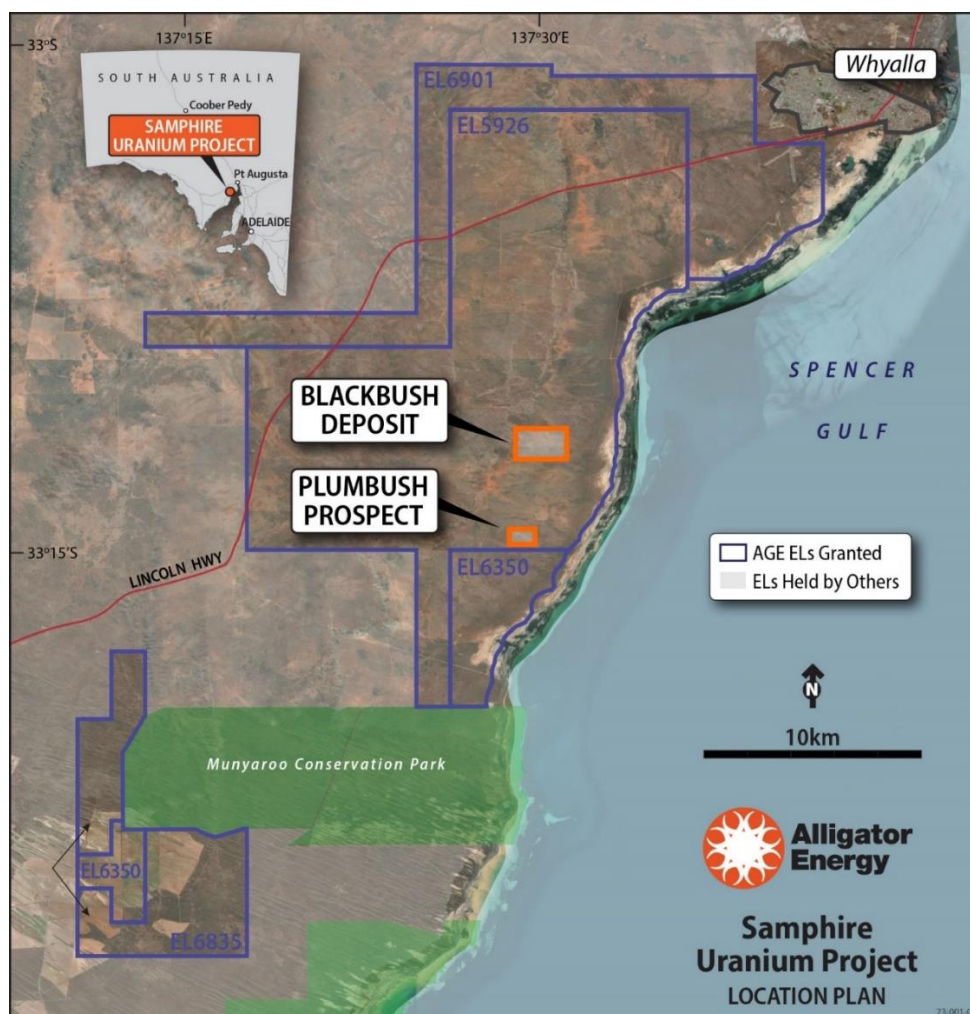 33°S
137°15'E
137°30'E
Whyalla
SOUTH AUSTRALIA
Coober Pedy
SAMPHIRE
URANIUM PROJECT
Pt Augusta
ADELAIDE
EL6901
EL5926
BLACKBUSH
DEPOSIT
SPENCER
GULF
PLUMBUSH
PROSPECT
33°15'S
LINCOLN HWY
EL6350
AGE ELs Granted
ELs Held by Others
N
10km
Munyaroo Conservation Park
EL6350
EL6835
Alligator
Energy
Samphire
Uranium Project
LOCATION PLAN